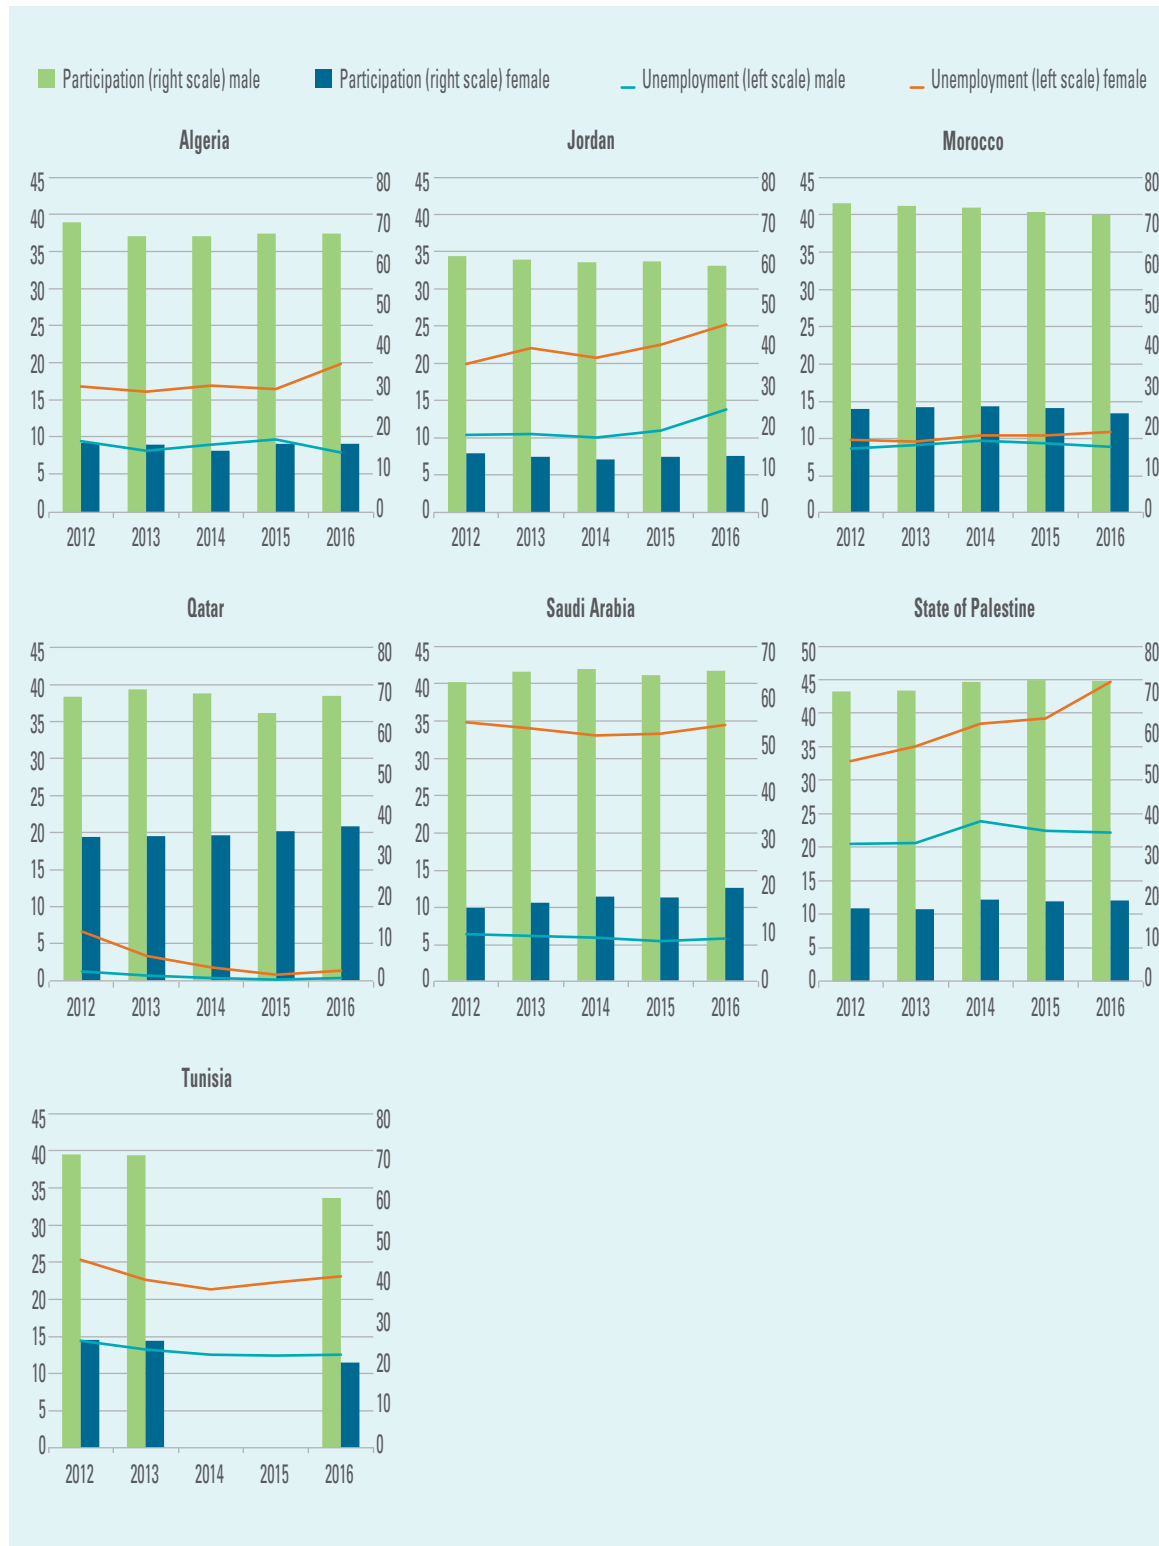 Participation (right scale) male Participation (right scale) female Unemployment (left scale) male Unemployment (left scale) female
Algeria Jordan Morocco
45 80 45 80 45 80
40 70 40 70 40 70
35 60 35 60 35 60
30 50 30 50 30 50
25 40 25 40 25 40
20 30 20 30 20 30
15 20 15 20 15 20
10 10 10 10 10 10
5 5 5
0 0 0 0 0 0
2012 2013 2014 2015 2016 2012 2013 2014 2015 2016 2012 2013 2014 2015 2016
Qatar Saudi Arabia State of Palestine
45 80 45 70 50 80
40 70 40 60 45 70
35 60 35 50 40 60
30 50 30 40 35 50
25 40 25 30 30 40
20 30 20 20 25 30
15 20 15 10 20 20
10 10 10 15 10
5 5 10
0 0 0 0 5
0 0
2012 2013 2014 2015 2016 2012 2013 2014 2015 2016 2012 2013 2014 2015 2016
Tunisia
45 80
40 70
35 60
30 50
25 40
20 30
15 20
10 10
5
0 0
2012 2013 2014 2015 2016